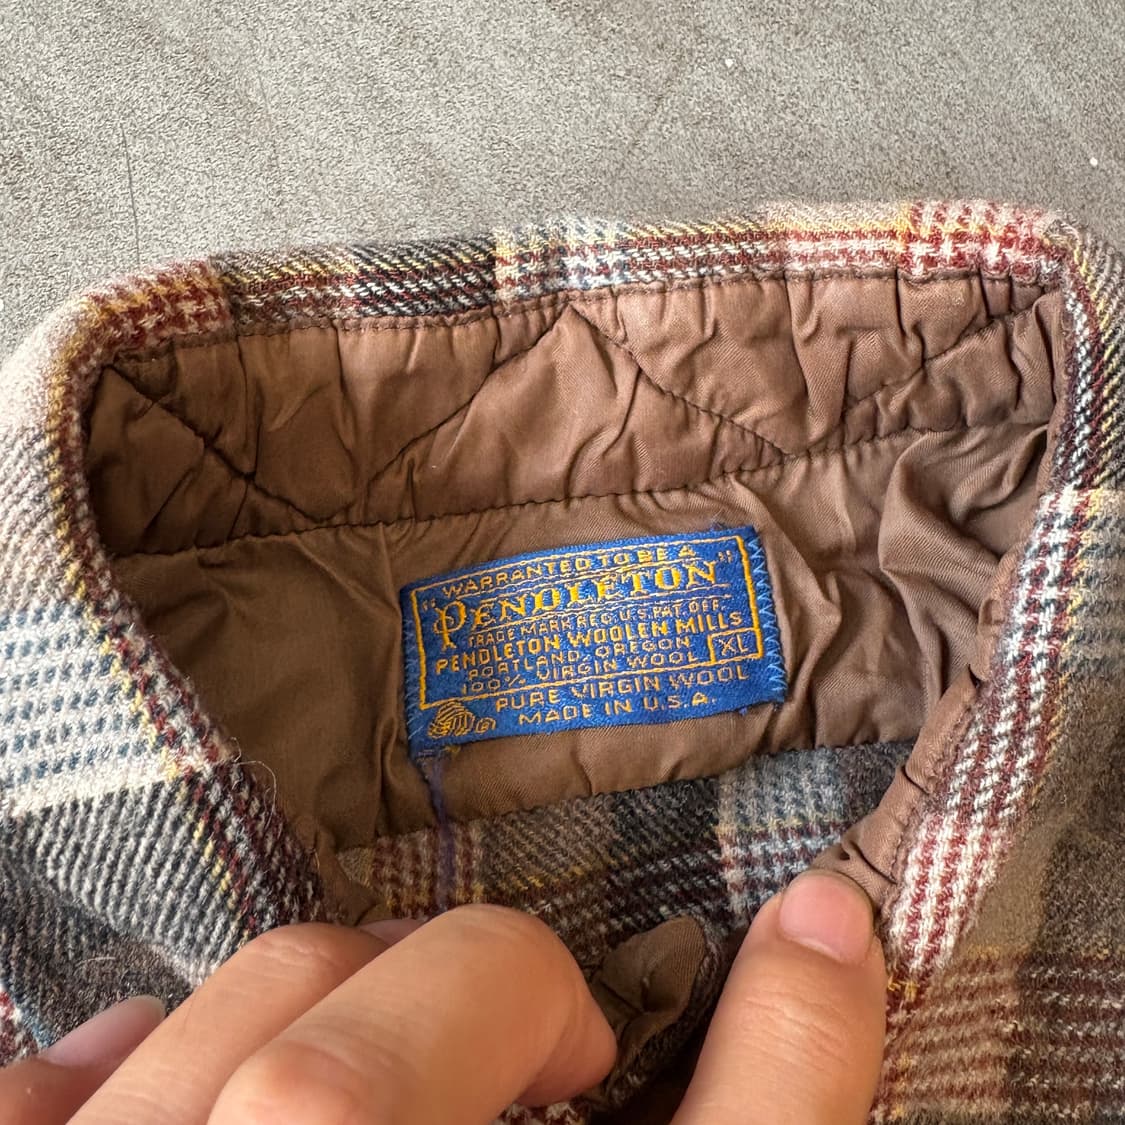 "WARRANTED TO BE A
PENDLETON"
TRADE MARK REG. U.S. PAT. OFF.
PENDLETON WOOLEN MILLS
PORTLAND, OREGON
100% VIRGIN WOOL XL
PURE VIRGIN WOOL
MADE IN U.S.A.